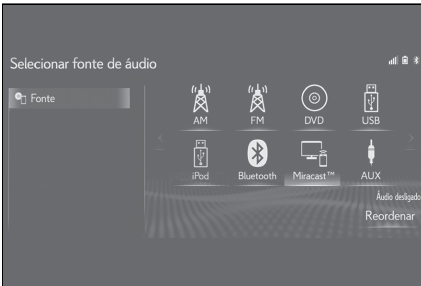 Selecionar fonte de áudio
Fonte
AM
FM
DVD
USB
iPod
Bluetooth
Miracast™
AUX
Áudio desligado
Reordenar